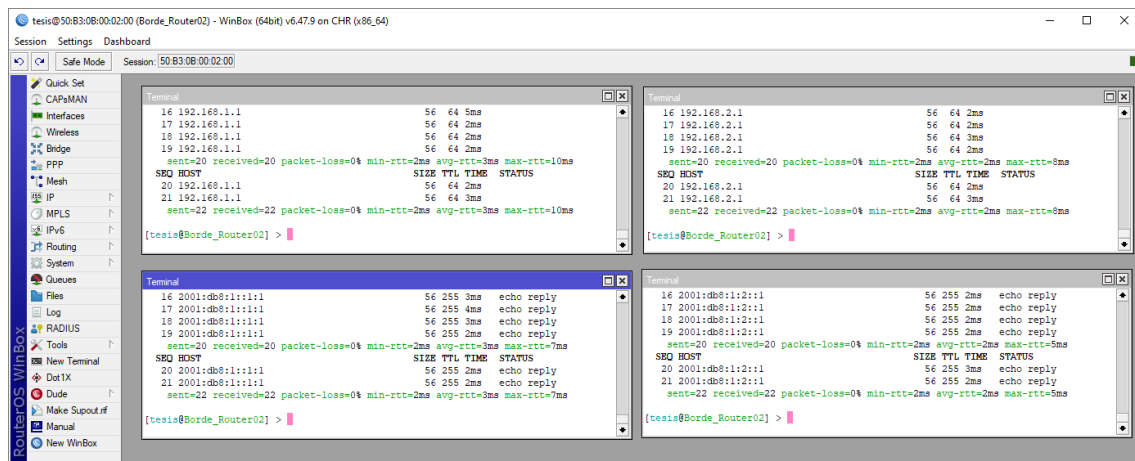 tesis@50:B3:0B:00:02:00 (Borde_Router02) - WinBox (64bit) v6.47.9 on CHR (x86_64)
Session Settings Dashboard
Safe Mode Session: 50:B3:0B:00:02:00
Quick Set
CAPsMAN
Interfaces
Wireless
Bridge
PPP
Mesh
IP
MPLS
IPv6
Routing
System
Queues
Files
Log
RADIUS
Tools
New Terminal
Dot1X
Dude
Make Supout.rif
Manual
New WinBox
RouterOS WinBox
Terminal
16 192.168.1.1 56 64 5ms
17 192.168.1.1 56 64 2ms
18 192.168.1.1 56 64 2ms
19 192.168.1.1 56 64 2ms
sent=20 received=20 packet-loss=0% min-rtt=2ms avg-rtt=3ms max-rtt=10ms
SEQ HOST SIZE TTL TIME STATUS
20 192.168.1.1 56 64 2ms
21 192.168.1.1 56 64 3ms
sent=22 received=22 packet-loss=0% min-rtt=2ms avg-rtt=3ms max-rtt=10ms
[tesis@Borde_Router02] >
Terminal
16 192.168.2.1 56 64 2ms
17 192.168.2.1 56 64 2ms
18 192.168.2.1 56 64 3ms
19 192.168.2.1 56 64 2ms
sent=20 received=20 packet-loss=0% min-rtt=2ms avg-rtt=2ms max-rtt=8ms
SEQ HOST SIZE TTL TIME STATUS
20 192.168.2.1 56 64 2ms
21 192.168.2.1 56 64 3ms
sent=22 received=22 packet-loss=0% min-rtt=2ms avg-rtt=2ms max-rtt=8ms
[tesis@Borde_Router02] >
Terminal
16 2001:db8:1::1:1 56 255 3ms echo reply
17 2001:db8:1::1:1 56 255 4ms echo reply
18 2001:db8:1::1:1 56 255 3ms echo reply
19 2001:db8:1::1:1 56 255 2ms echo reply
sent=20 received=20 packet-loss=0% min-rtt=2ms avg-rtt=3ms max-rtt=7ms
SEQ HOST SIZE TTL TIME STATUS
20 2001:db8:1::1:1 56 255 2ms echo reply
21 2001:db8:1::1:1 56 255 2ms echo reply
sent=22 received=22 packet-loss=0% min-rtt=2ms avg-rtt=3ms max-rtt=7ms
[tesis@Borde_Router02] >
Terminal
16 2001:db8:1:2::1 56 255 2ms echo reply
17 2001:db8:1:2::1 56 255 2ms echo reply
18 2001:db8:1:2::1 56 255 2ms echo reply
19 2001:db8:1:2::1 56 255 2ms echo reply
sent=20 received=20 packet-loss=0% min-rtt=2ms avg-rtt=2ms max-rtt=5ms
SEQ HOST SIZE TTL TIME STATUS
20 2001:db8:1:2::1 56 255 3ms echo reply
21 2001:db8:1:2::1 56 255 2ms echo reply
sent=22 received=22 packet-loss=0% min-rtt=2ms avg-rtt=2ms max-rtt=5ms
[tesis@Borde_Router02] >